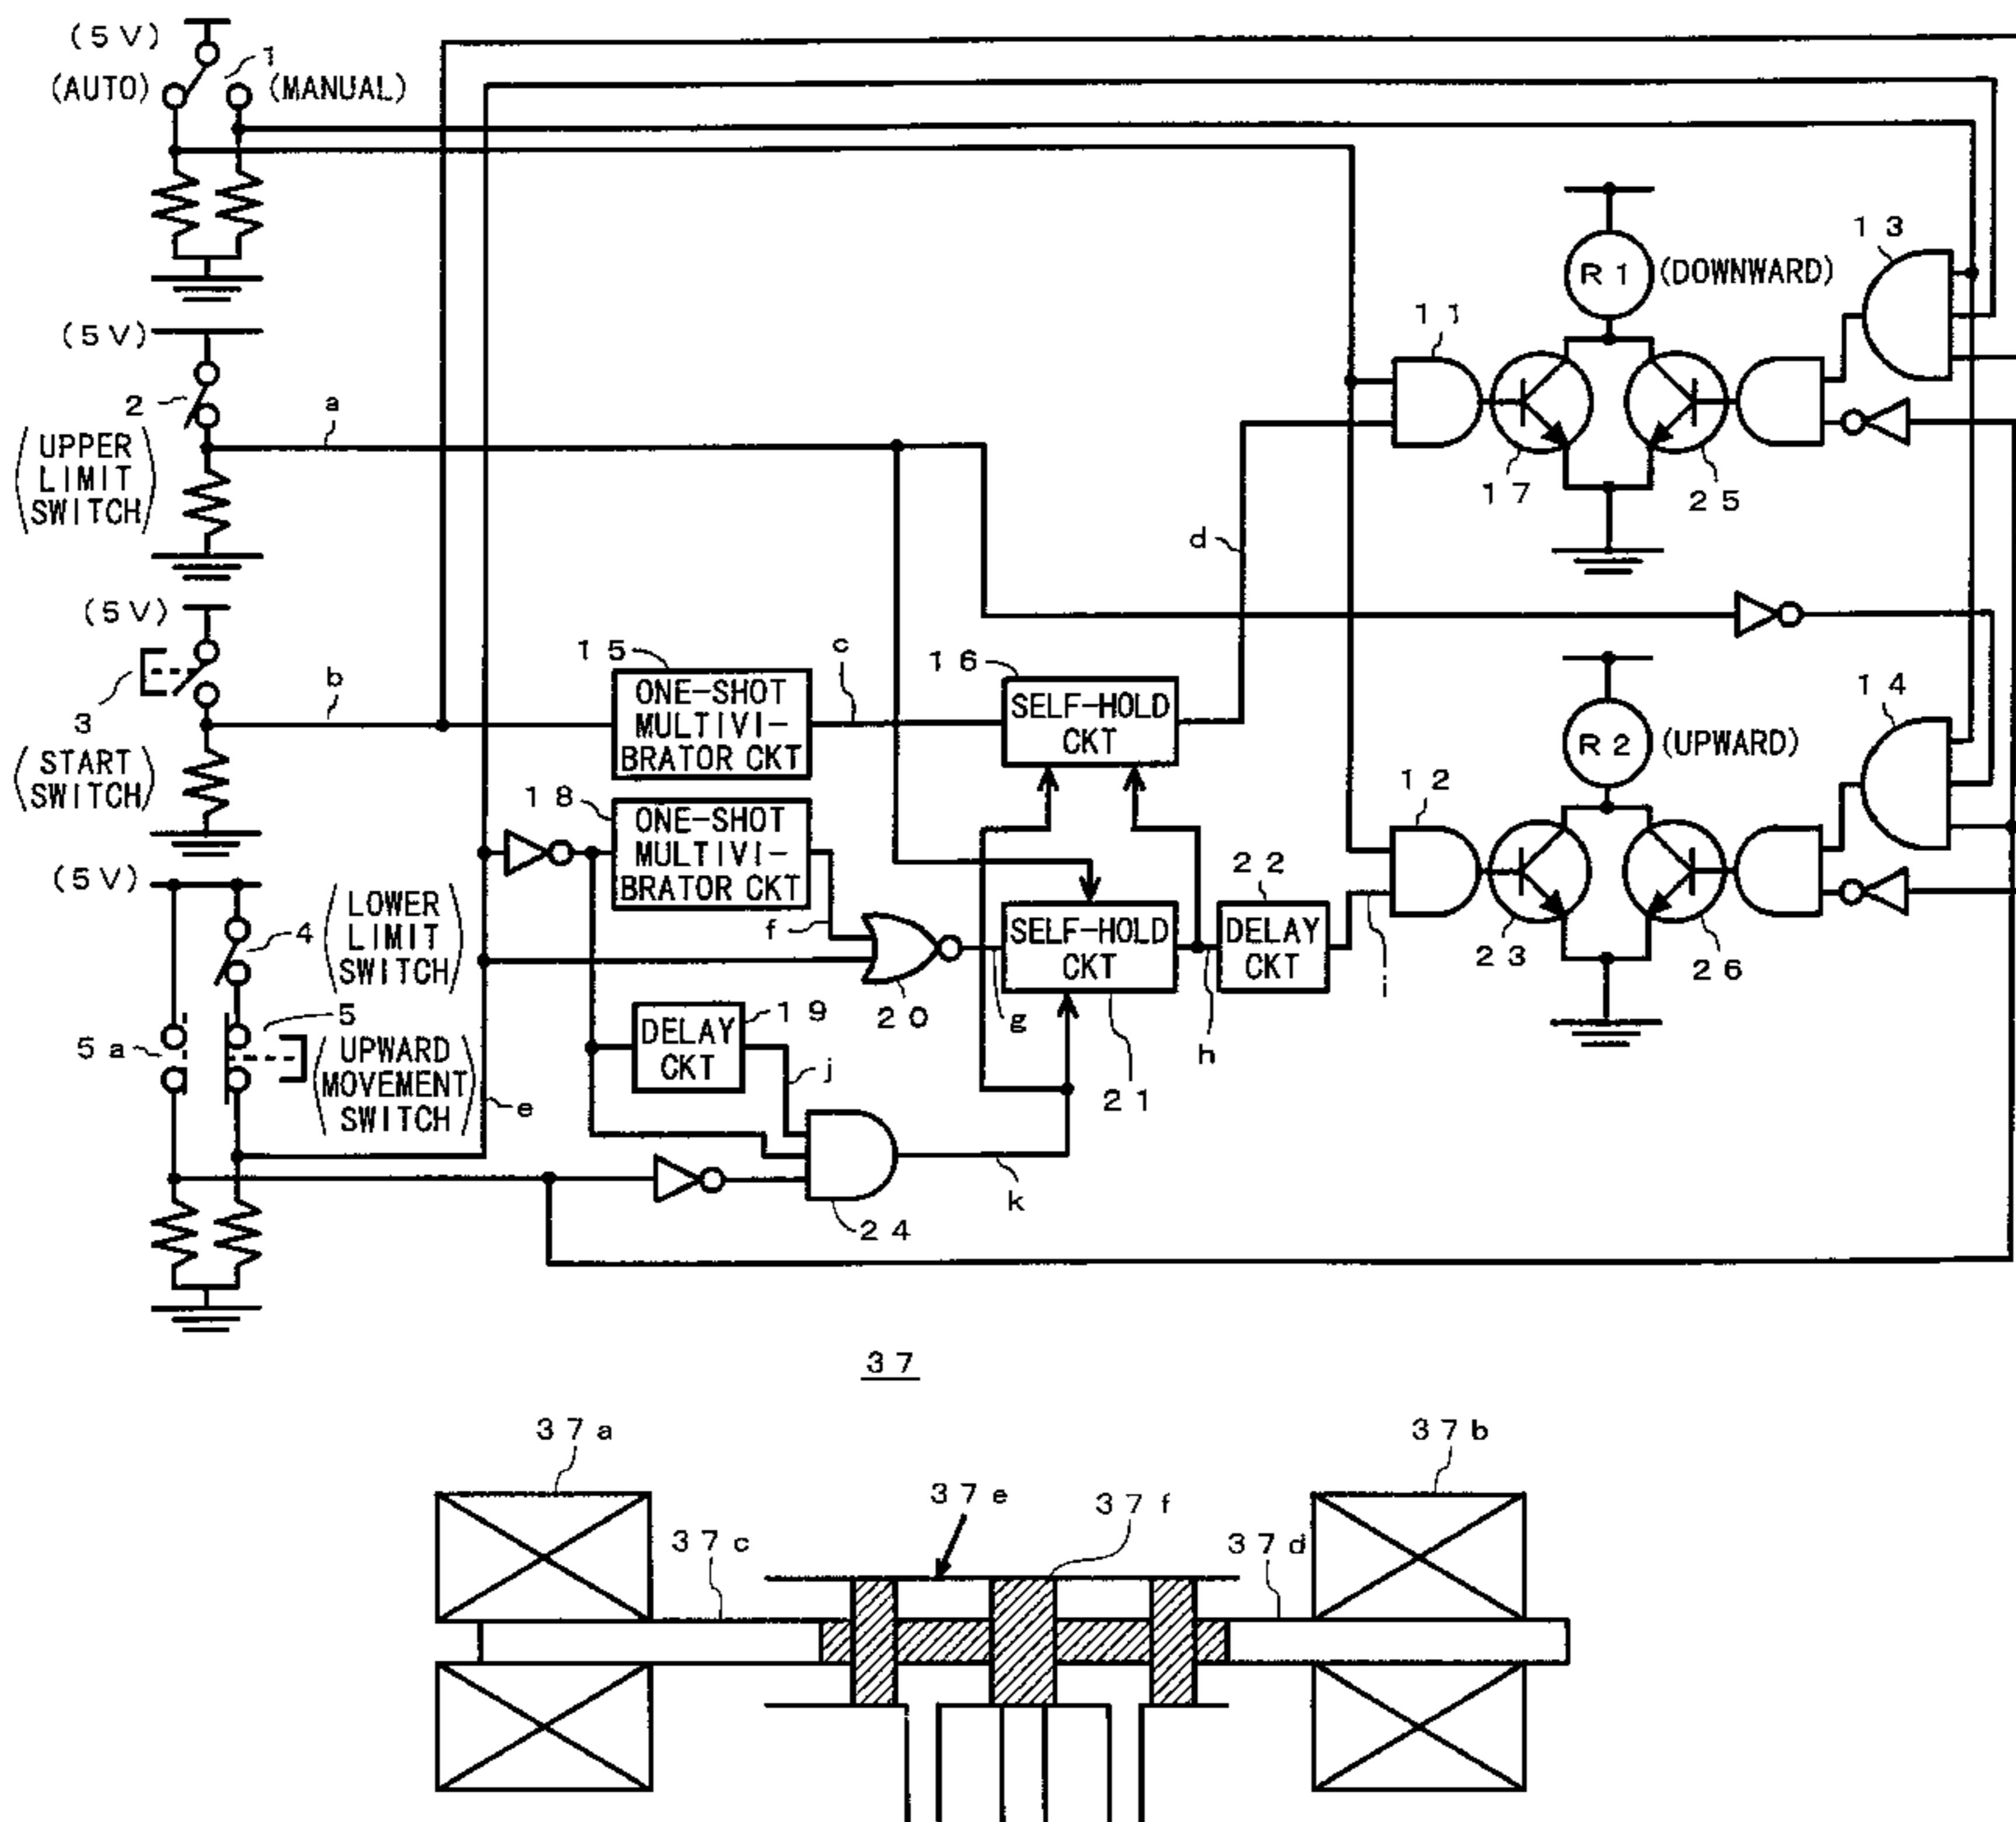 (5V)
1
(AUTO)
(MANUAL)
(5V)
2
(UPPER
LIMIT
SWITCH)
a
(5V)
3
(START
SWITCH)
b
15
ONE-SHOT
MULTIVI-
BRATOR CKT
c
16
SELF-HOLD
CKT
d
11
17
R1
(DOWNWARD)
25
13
(5V)
4
(LOWER
LIMIT
SWITCH)
18
ONE-SHOT
MULTIVI-
BRATOR CKT
f
20
g
SELF-HOLD
CKT
21
h
22
DELAY
CKT
i
12
23
R2
(UPWARD)
26
14
5a
5
(UPWARD
MOVEMENT
SWITCH)
e
DELAY
CKT
19
j
24
k
37
37a
37b
37c
37e
37f
37d